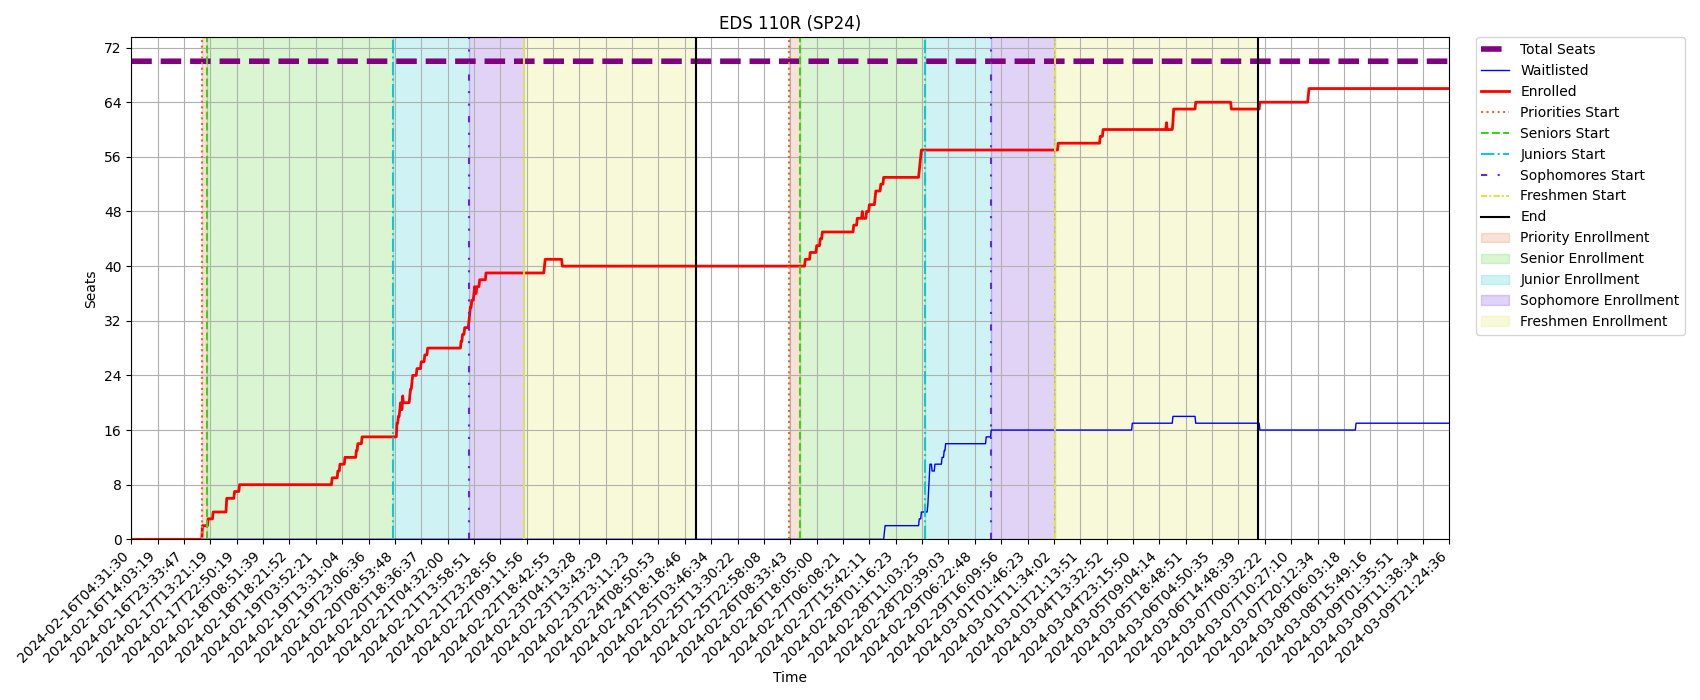 EDS 110R (SP24)
72
64
56
48
40
32
24
16
8
0
Seats
2024-02-16T04:31:30
2024-02-16T14:03:19
2024-02-16T23:33:47
2024-02-17T13:21:19
2024-02-17T22:50:19
2024-02-18T08:51:39
2024-02-18T18:21:52
2024-02-19T03:52:21
2024-02-19T13:31:04
2024-02-19T23:06:36
2024-02-20T08:53:48
2024-02-20T18:36:37
2024-02-21T04:32:00
2024-02-21T13:58:51
2024-02-21T23:28:56
2024-02-22T09:11:56
2024-02-22T18:42:55
2024-02-23T04:13:28
2024-02-23T13:43:29
2024-02-23T23:11:23
2024-02-24T08:50:53
2024-02-24T18:18:46
2024-02-25T03:46:34
2024-02-25T13:30:22
2024-02-25T22:58:08
2024-02-26T08:33:43
2024-02-26T18:05:00
2024-02-27T06:08:21
2024-02-27T15:42:11
2024-02-28T01:16:23
2024-02-28T11:03:25
2024-02-28T20:39:03
2024-02-29T06:22:48
2024-02-29T16:09:56
2024-03-01T01:46:23
2024-03-01T11:34:02
2024-03-01T21:13:51
2024-03-04T18:32:52
2024-03-04T23:15:50
2024-03-05T09:04:14
2024-03-05T18:48:51
2024-03-06T04:50:35
2024-03-06T14:48:39
2024-03-07T00:32:22
2024-03-07T10:27:10
2024-03-07T20:12:34
2024-03-08T06:03:18
2024-03-08T15:49:16
2024-03-09T01:35:51
2024-03-09T11:38:34
2024-03-09T21:24:36
Time
Total Seats
Waitlisted
Enrolled
Priorities Start
Seniors Start
Juniors Start
Sophomores Start
Freshmen Start
End
Priority Enrollment
Senior Enrollment
Junior Enrollment
Sophomore Enrollment
Freshmen Enrollment